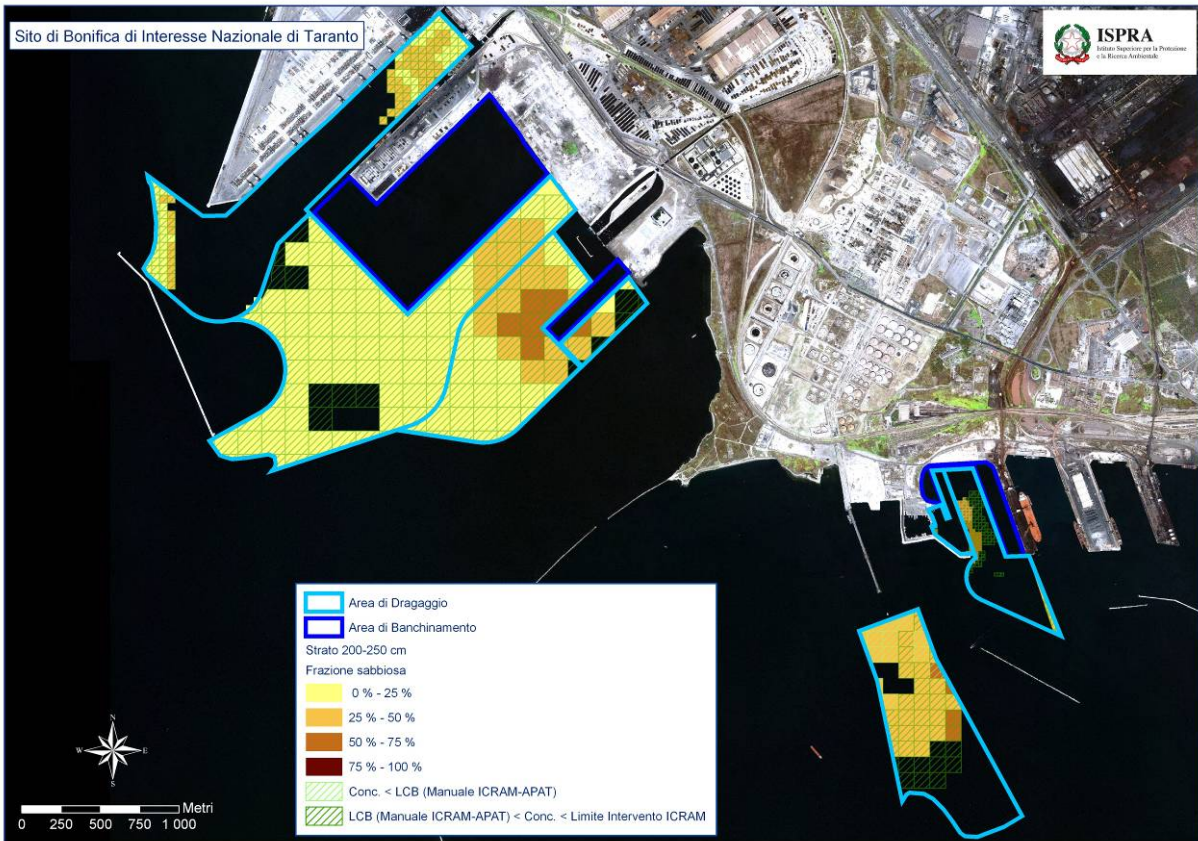 Sito di Bonifica di Interesse Nazionale di Taranto
ISPRA
Istituto Superiore per la Protezione
e la Ricerca Ambientale
Area di Dragaggio
Area di Banchinamento
Strato 200-250 cm
Frazione sabbiosa
0 % - 25 %
25 % - 50 %
50 % - 75 %
75 % - 100 %
Conc. < LCB (Manuale ICRAM-APAT)
LCB (Manuale ICRAM-APAT) < Conc. < Limite Intervento ICRAM
N
W E
S
Metri
0 250 500 750 1 000